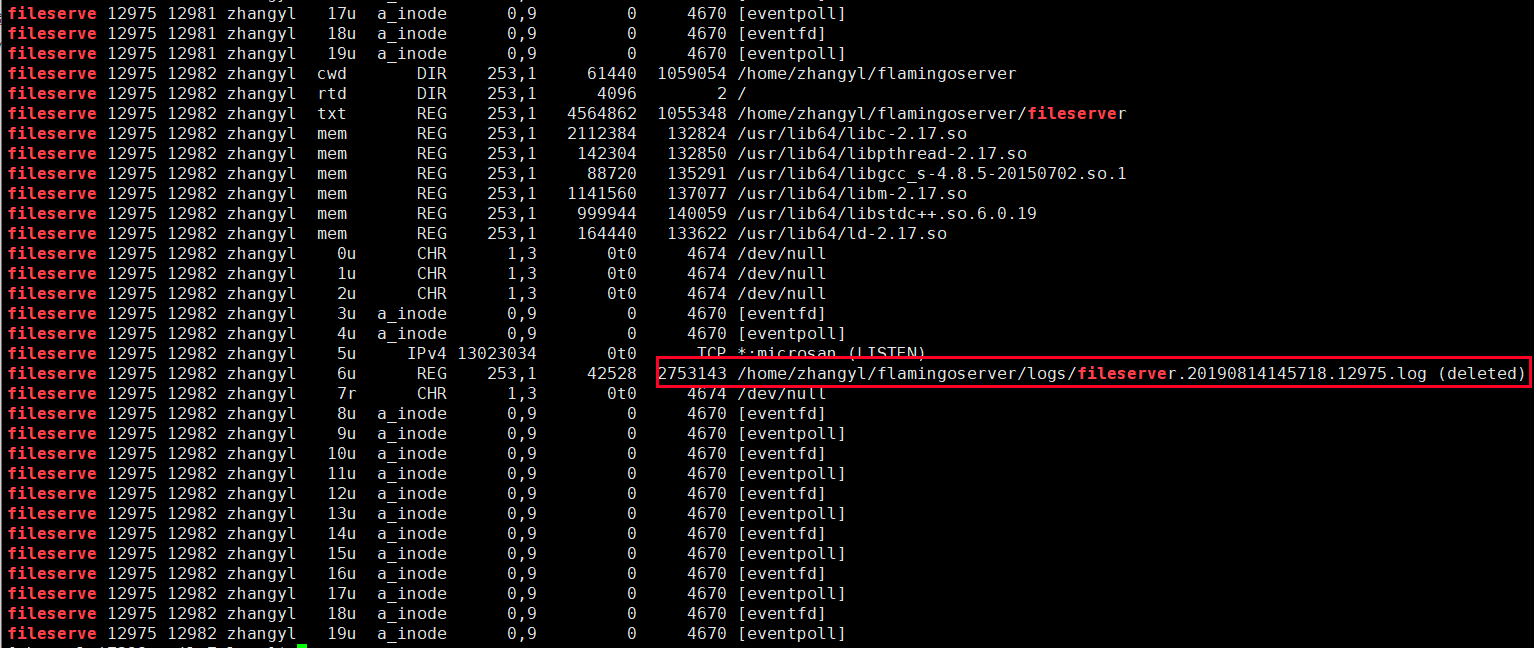 fileserve 12975 12981 zhangyl 17u a_inode 0,9 0 4670 [eventpoll]
fileserve 12975 12981 zhangyl 18u a_inode 0,9 0 4670 [eventfd]
fileserve 12975 12981 zhangyl 19u a_inode 0,9 0 4670 [eventpoll]
fileserve 12975 12982 zhangyl cwd DIR 253,1 61440 1059054 /home/zhangyl/flamingoserver
fileserve 12975 12982 zhangyl rtd DIR 253,1 4096 2 /
fileserve 12975 12982 zhangyl txt REG 253,1 4564862 1055348 /home/zhangyl/flamingoserver/fileserver
fileserve 12975 12982 zhangyl mem REG 253,1 2112384 132824 /usr/lib64/libc-2.17.so
fileserve 12975 12982 zhangyl mem REG 253,1 142304 132850 /usr/lib64/libpthread-2.17.so
fileserve 12975 12982 zhangyl mem REG 253,1 88720 135291 /usr/lib64/libgcc_s-4.8.5-20150702.so.1
fileserve 12975 12982 zhangyl mem REG 253,1 1141560 137077 /usr/lib64/libm-2.17.so
fileserve 12975 12982 zhangyl mem REG 253,1 999944 140059 /usr/lib64/libstdc++.so.6.0.19
fileserve 12975 12982 zhangyl mem REG 253,1 164440 133622 /usr/lib64/ld-2.17.so
fileserve 12975 12982 zhangyl 0u CHR 1,3 0t0 4674 /dev/null
fileserve 12975 12982 zhangyl 1u CHR 1,3 0t0 4674 /dev/null
fileserve 12975 12982 zhangyl 2u CHR 1,3 0t0 4674 /dev/null
fileserve 12975 12982 zhangyl 3u a_inode 0,9 0 4670 [eventfd]
fileserve 12975 12982 zhangyl 4u a_inode 0,9 0 4670 [eventpoll]
fileserve 12975 12982 zhangyl 5u IPv4 13023034 0t0 TCP *:microsan (LISTEN)
fileserve 12975 12982 zhangyl 6u REG 253,1 42528 2753143 /home/zhangyl/flamingoserver/logs/fileserver.20190814145718.12975.log (deleted)
fileserve 12975 12982 zhangyl 7r CHR 1,3 0t0 4674 /dev/null
fileserve 12975 12982 zhangyl 8u a_inode 0,9 0 4670 [eventfd]
fileserve 12975 12982 zhangyl 9u a_inode 0,9 0 4670 [eventpoll]
fileserve 12975 12982 zhangyl 10u a_inode 0,9 0 4670 [eventfd]
fileserve 12975 12982 zhangyl 11u a_inode 0,9 0 4670 [eventpoll]
fileserve 12975 12982 zhangyl 12u a_inode 0,9 0 4670 [eventfd]
fileserve 12975 12982 zhangyl 13u a_inode 0,9 0 4670 [eventpoll]
fileserve 12975 12982 zhangyl 14u a_inode 0,9 0 4670 [eventfd]
fileserve 12975 12982 zhangyl 15u a_inode 0,9 0 4670 [eventpoll]
fileserve 12975 12982 zhangyl 16u a_inode 0,9 0 4670 [eventfd]
fileserve 12975 12982 zhangyl 17u a_inode 0,9 0 4670 [eventpoll]
fileserve 12975 12982 zhangyl 18u a_inode 0,9 0 4670 [eventfd]
fileserve 12975 12982 zhangyl 19u a_inode 0,9 0 4670 [eventpoll]